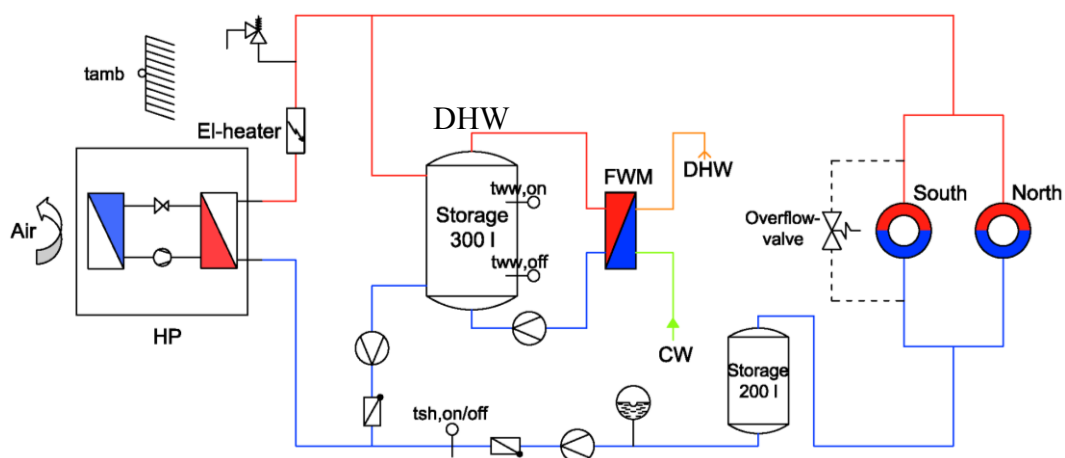 tamb
El-heater
DHW
FWM
DHW
tww,on
Storage
300 l
South
North
Air
Overflow-
valve
tww,off
HP
CW
Storage
200 l
tsh,on/off